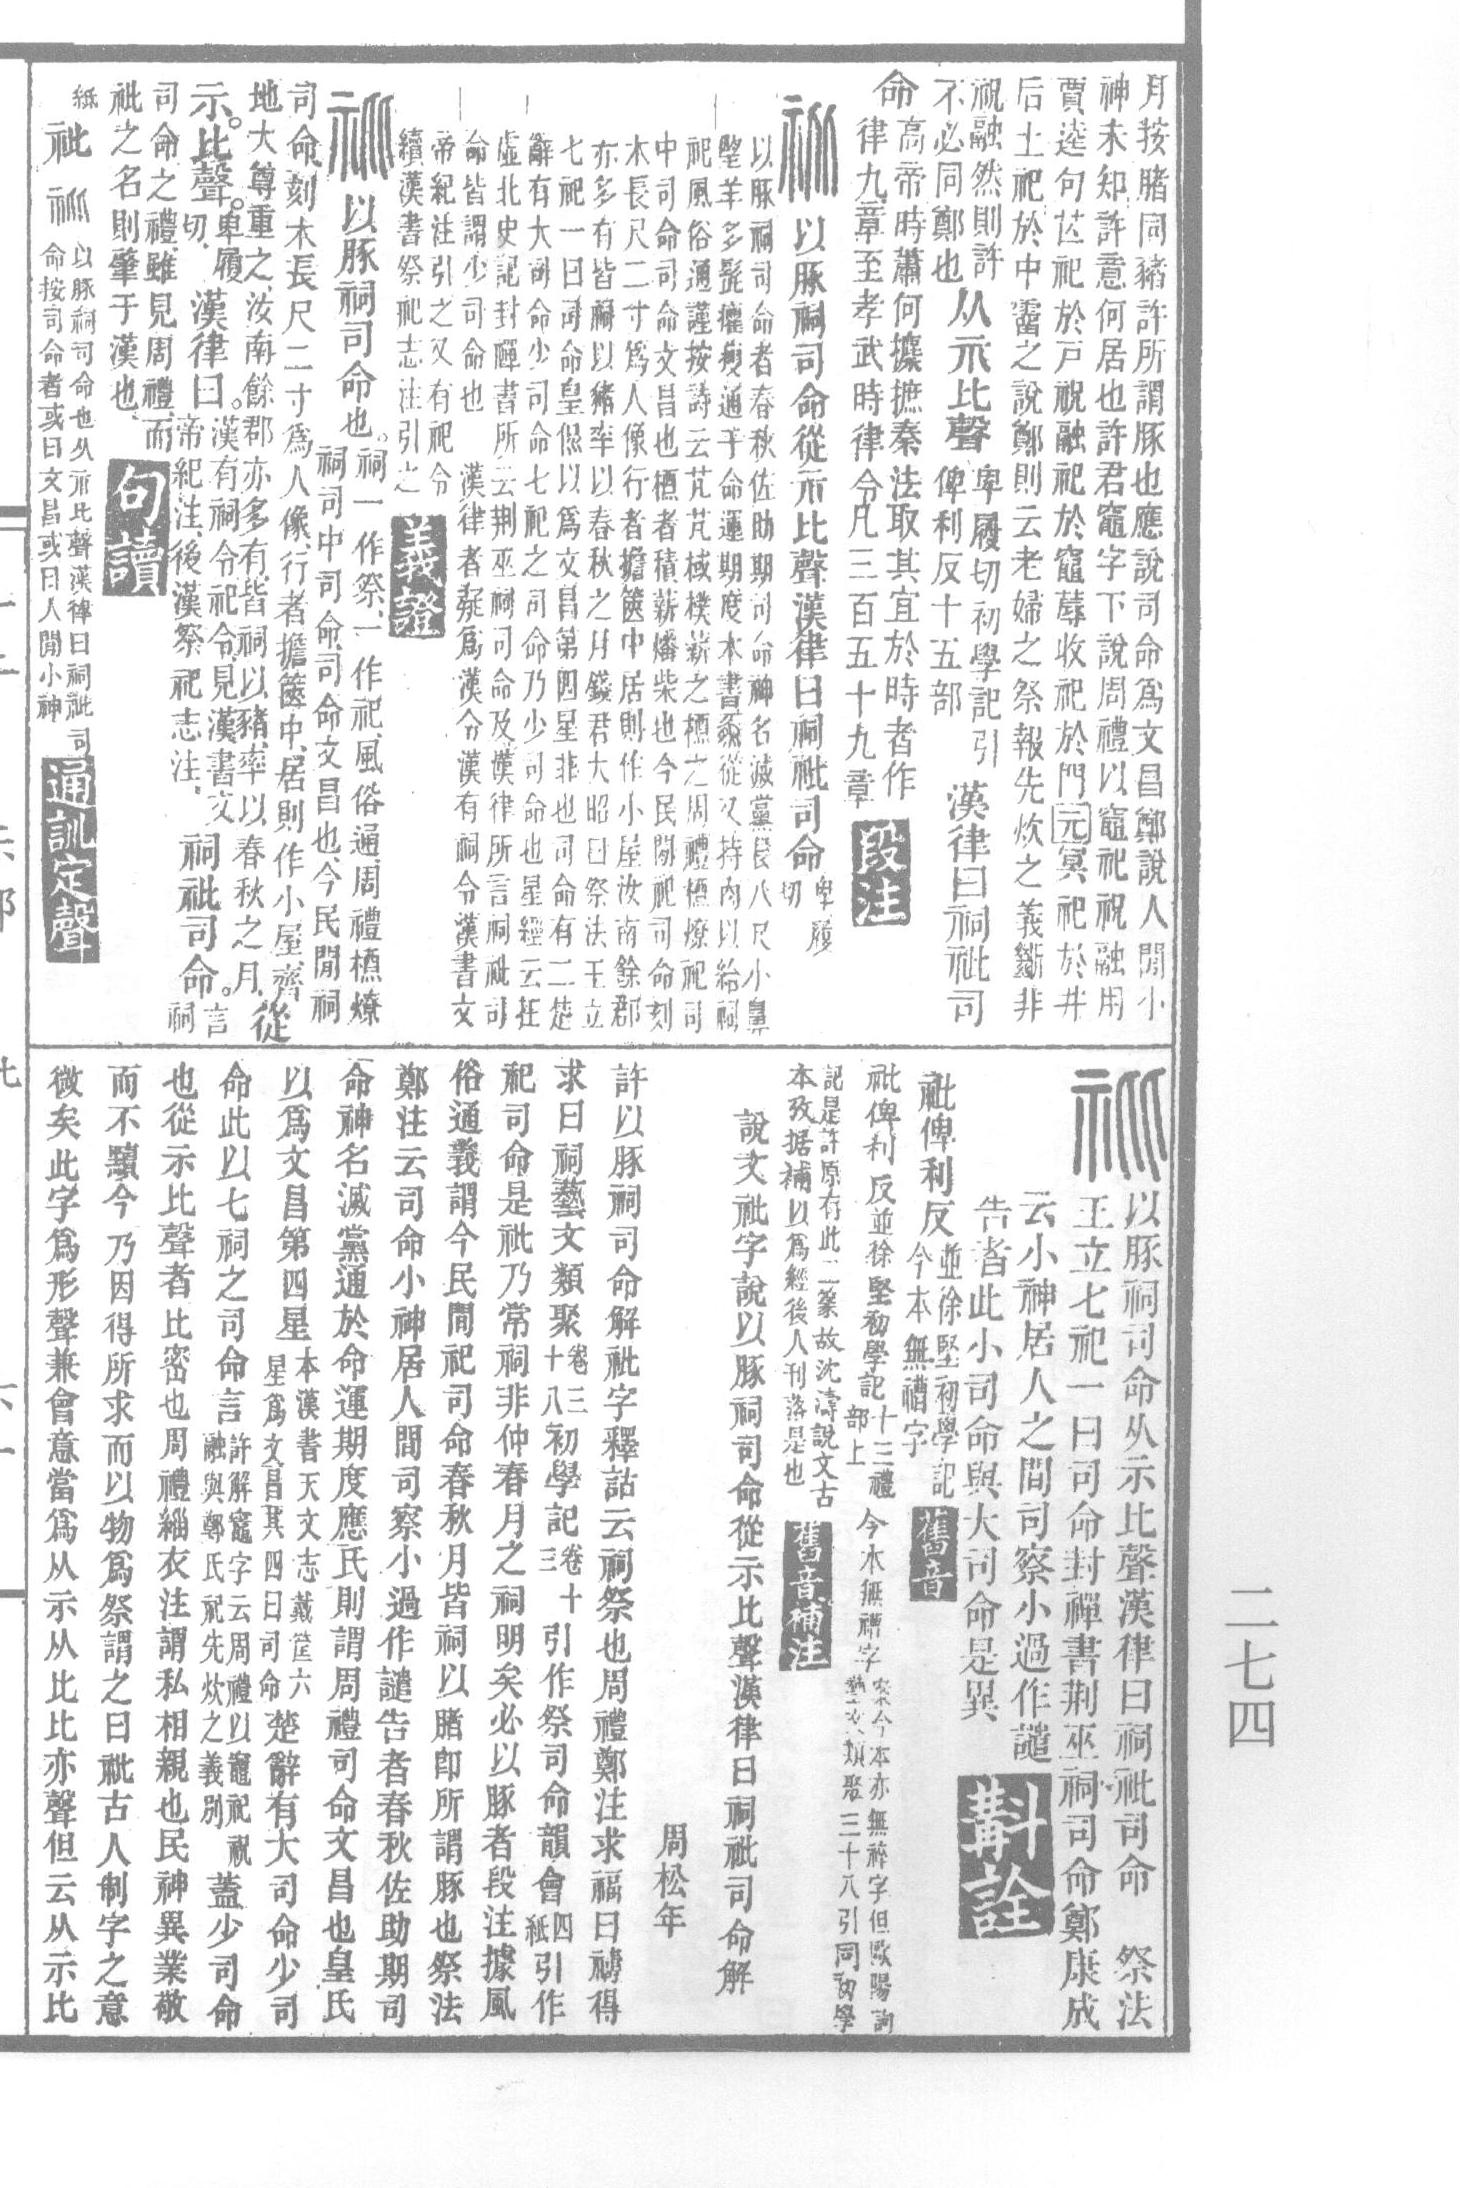 月按腤同豬許所謂豚也應說司命爲文昌鄭說人閒小
神未知許意何居也許君竈字下說周禮以竈祀祝融用
賈逵句芒祀於戸祝融祀於竈蓐收祀於門元冥祀於井
后土祀於中霤之說鄭則云老婦之祭報先炊之義斷非
祝融然則許
不必同鄭也
从示比聲
卑履切初學記引
俾利反十五部
漢律曰祠祉司
命
高帝時蕭何攗摭秦法取其宜於時者作
律九章至孝武時律令凡三百五十九章
段注
以豚祠司命從示比聲漢律曰祠祉司命
卑履
切
以豚祠司命者春秋佐助期司命神名滅黨長八尺小鼻
望羊多髭癯瘦通于命運期度本書㣇從又持肉以給祠
祀風俗通謹按詩云芃芃棫樸薪之槱之周禮槱燎祀司
中司命司命文昌也槱者積薪燔柴也今民閒祀司命刻
木長尺二寸爲人像行者擔篋中居則作小屋汝南餘郡
亦多有皆祠以豬率以春秋之月錢君大昭曰祭法王立
七祀一曰司命皇侃以爲文昌第四星非也司命有二楚
辭有大司命少司命七祀之司命乃少司命也星經云在
虛北史記封禪書所云荆巫祠司命及漢律所言祠祉司
命皆謂少司命也
漢律者疑爲漢令漢有祠令漢書文
帝紀注引之又有祀令
續漢書祭祀志注引之
義證
以豚祠司命也。
祠一作祭、一作祀、風俗通、周禮槱燎
祠司中司命、司命文昌也、今民閒祠
司命、刻木長尺二寸爲人像、行者擔篋中、居則作小屋齊
地大尊重之、汝南餘郡亦多有、皆祠以豬、率以春秋之月、
從
示。比聲。
卑履
切、
漢律曰。
漢有祠令祀令、見漢書文
帝紀注、後漢祭祀志注、
祠祉司命。
言
祠
司命之禮、雖見周禮、而
祉之名則肇于漢也、
句讀
紙
祉
以豚祠司命也从示比聲漢律曰祠祉司
命按司命者或曰文昌或曰人閒小神
通訓定聲
以豚祠司命从示比聲漢律曰祠祉司命　祭法
王立七祀一曰司命封禪書荆巫祠司命鄭康成
云小神居人之間司察小過作譴
告者此小司命與大司命是異
斠詮
祉俾利反
並徐堅初學記
今本無禮字
舊音
祉俾利反並徐堅初學記
十三禮
部上
今本無禮字
案今本亦無祽字但歐陽詢
藝文類聚三十八引同初學
記是許原有此二篆故沈濤說文古
本攷据補以爲經後人刊落是也
舊音補注
說文祉字說以豚祠司命從示比聲漢律曰祠祉司命解
周松年
許以豚祠司命解祉字釋詁云祠祭也周禮鄭注求福曰禱得
求曰祠藝文類聚
卷三
十八
初學記
卷十
三
引作祭司命韻會
四
紙
引作
祀司命是祉乃常祠非仲春月之祠明矣必以豚者段注據風
俗通義謂今民間祀司命春秋月皆祠以腤卽所謂豚也祭法
鄭注云司命小神居人間司察小過作譴告者春秋佐助期司
命神名滅黨通於命運期度應氏則謂周禮司命文昌也皇氏
以爲文昌第四星
本漢書天文志戴筐六
星爲文昌其四曰司命
楚辭有大司命少司
命此以七祠之司命言
許解竈字云周禮以竈祀祝
融與鄭氏祀先炊之義別
蓋少司命
也從示比聲者比密也周禮緇衣注謂私相親也民神異業敬
而不黷今乃因得所求而以物爲祭謂之曰祉古人制字之意
微矣此字爲形聲兼會意當爲从示从比比亦聲但云从示比
二七四